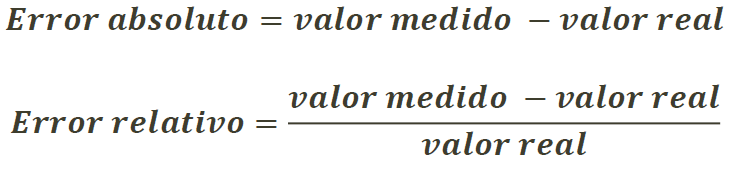 Error absoluto = valor medido − valor real
Error relativo = valor medido − valor real
valor real